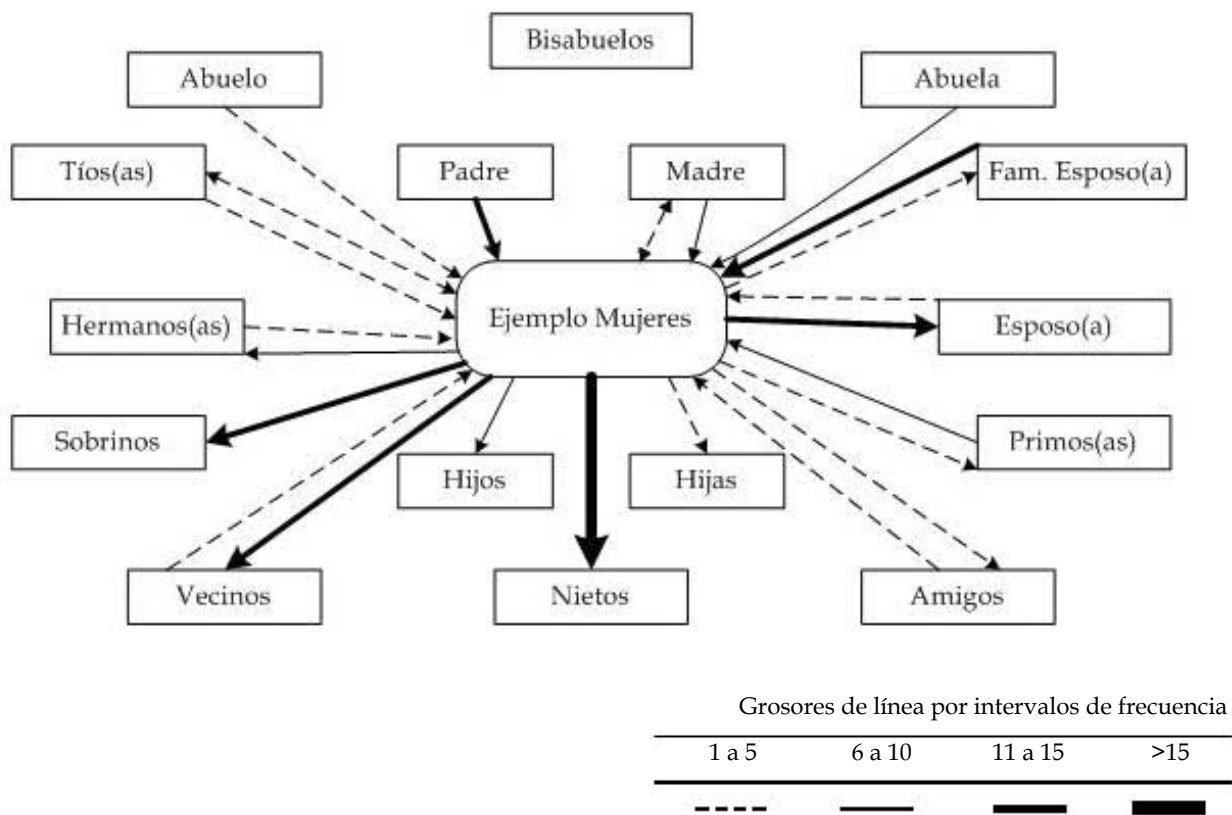 Bisabuelos
Abuelo
Abuela
Tíos(as)
Padre
Madre
Fam. Esposo(a)
Hermanos(as)
Ejemplo Mujeres
Esposo(a)
Sobrinos
Hijos
Hijas
Primos(as)
Vecinos
Nietos
Amigos
Grosores de línea por intervalos de frecuencia
1 a 5 6 a 10 11 a 15 >15